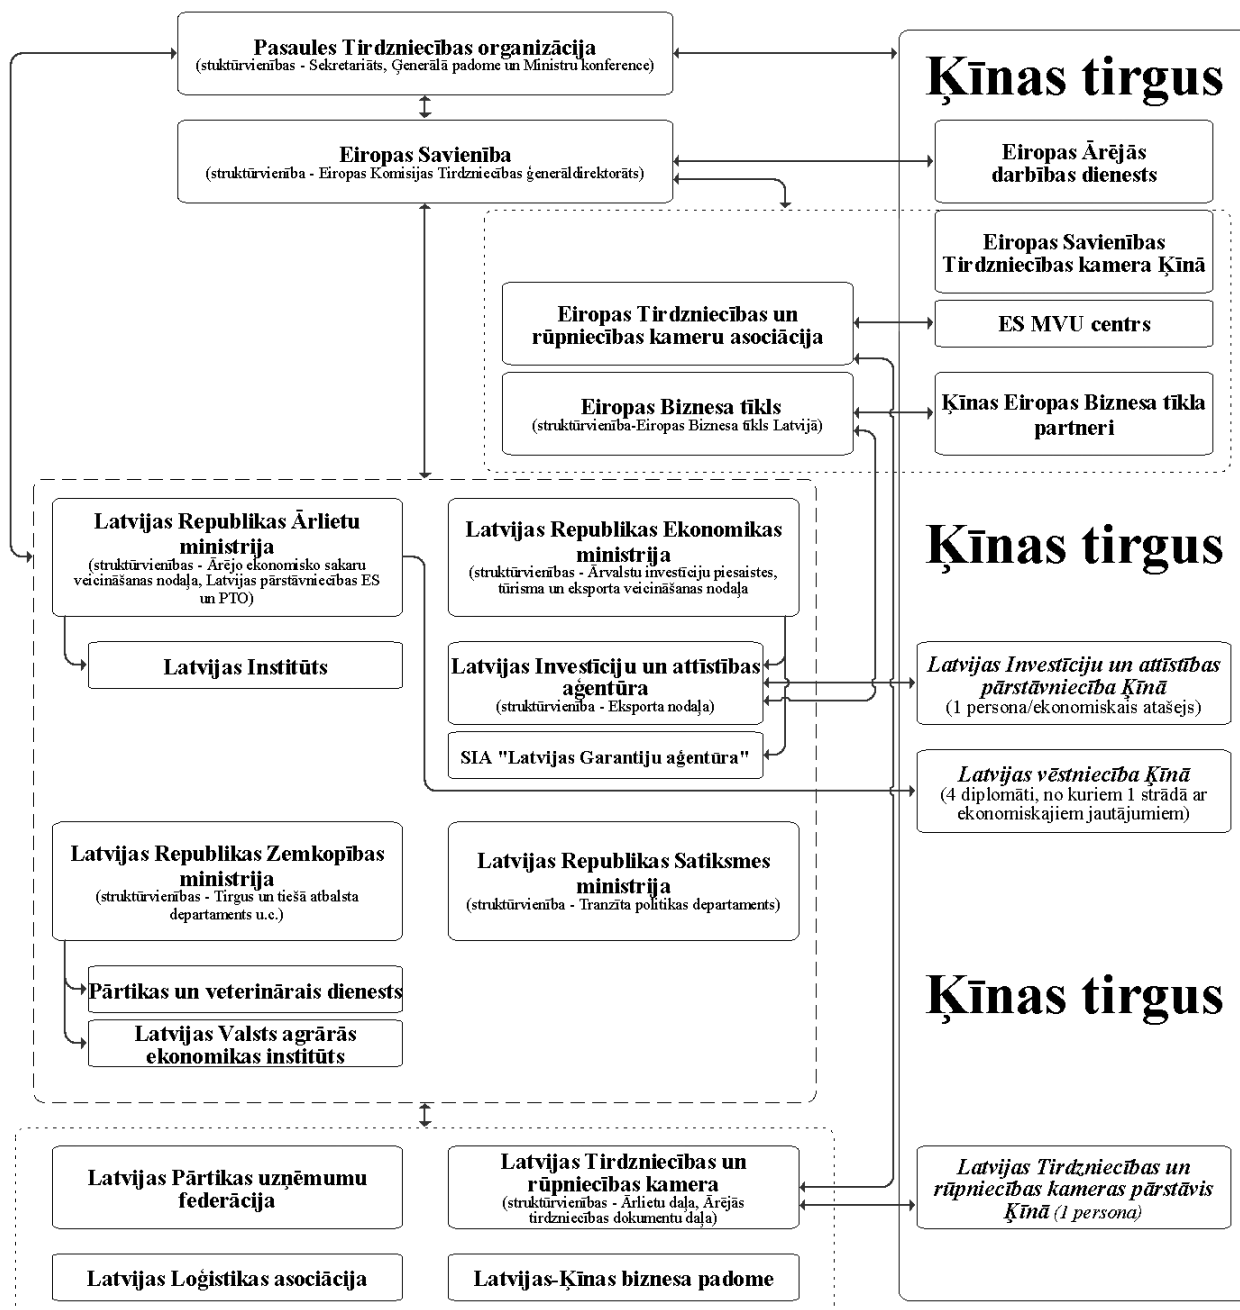 Pasaules Tirdzniecības organizācija
(stuktūrvienības - Sekretariāts, Ģenerālā padome un Ministru konference)
Ķīnas tirgus
Eiropas Savienība
(struktūrvienība - Eiropas Komisijas Tirdzniecības ģenerāldirektorāts)
Eiropas Ārējās
darbības dienests
Eiropas Savienības
Tirdzniecības kamera Ķīnā
Eiropas Tirdzniecības un
rūpniecības kameru asociācija
ES MVU centrs
Eiropas Biznesa tīkls
(struktūrvienība-Eiropas Biznesa tīkls Latvijā)
Ķīnas Eiropas Biznesa tīkla
partneri
Latvijas Republikas Ārlietu
ministrija
(struktūrvienības - Ārējo ekonomisko sakaru
veicināšanas nodaļa, Latvijas pārstāvniecības ES
un PTO)
Latvijas Republikas Ekonomikas
ministrija
(struktūrvienības - Ārvalstu investīciju piesaistes,
tūrisma un eksporta veicināšanas nodaļa
Ķīnas tirgus
Latvijas Institūts
Latvijas Investīciju un attīstības
aģentūra
(struktūrvienība - Eksporta nodaļa)
Latvijas Investīciju un attīstības
pārstāvniecība Ķīnā
(1 persona/ekonomiskais atašejs)
SIA "Latvijas Garantiju aģentūra"
Latvijas vēstniecība Ķīnā
(4 diplomāti, no kuriem 1 strādā ar
ekonomiskajiem jautājumiem)
Latvijas Republikas Zemkopības
ministrija
(struktūrvienības - Tirgus un tiešā atbalsta
departaments u.c.)
Latvijas Republikas Satiksmes
ministrija
(struktūrvienība - Tranzīta politikas departaments)
Pārtikas un veterinārais dienests
Ķīnas tirgus
Latvijas Valsts agrārās
ekonomikas institūts
Latvijas Pārtikas uzņēmumu
federācija
Latvijas Tirdzniecības un
rūpniecības kamera
(struktūrvienības - Ārlietu daļa, Ārējās
tirdzniecības dokumentu daļa)
Latvijas Tirdzniecības un
rūpniecības kameras pārstāvis
Ķīnā (1 persona)
Latvijas Loģistikas asociācija
Latvijas-Ķīnas biznesa padome